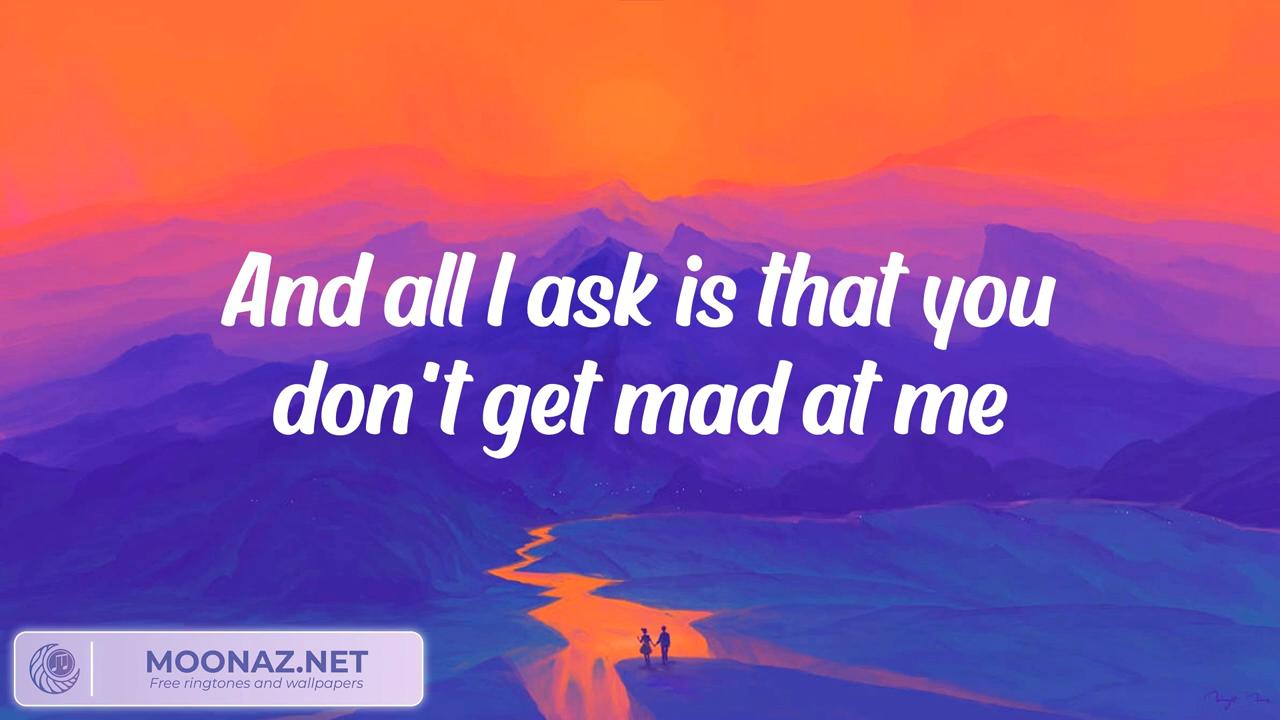 And all I ask is that you
don't get mad at me
MOONAZ.NET
Free ringtones and wallpapers